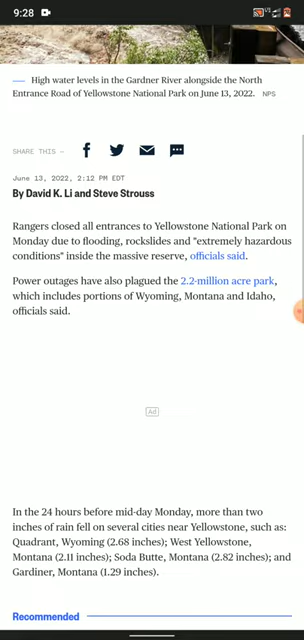 9:28
High water levels in the Gardner River alongside the North
Entrance Road of Yellowstone National Park on June 13, 2022. NPS
SHARE THIS —
June 13, 2022, 2:12 PM EDT
By David K. Li and Steve Strouss
Rangers closed all entrances to Yellowstone National Park on
Monday due to flooding, rockslides and "extremely hazardous
conditions" inside the massive reserve, officials said.
Power outages have also plagued the 2.2-million acre park,
which includes portions of Wyoming, Montana and Idaho,
officials said.
Ad
In the 24 hours before mid-day Monday, more than two
inches of rain fell on several cities near Yellowstone, such as:
Quadrant, Wyoming (2.68 inches); West Yellowstone,
Montana (2.11 inches); Soda Butte, Montana (2.82 inches); and
Gardiner, Montana (1.29 inches).
Recommended